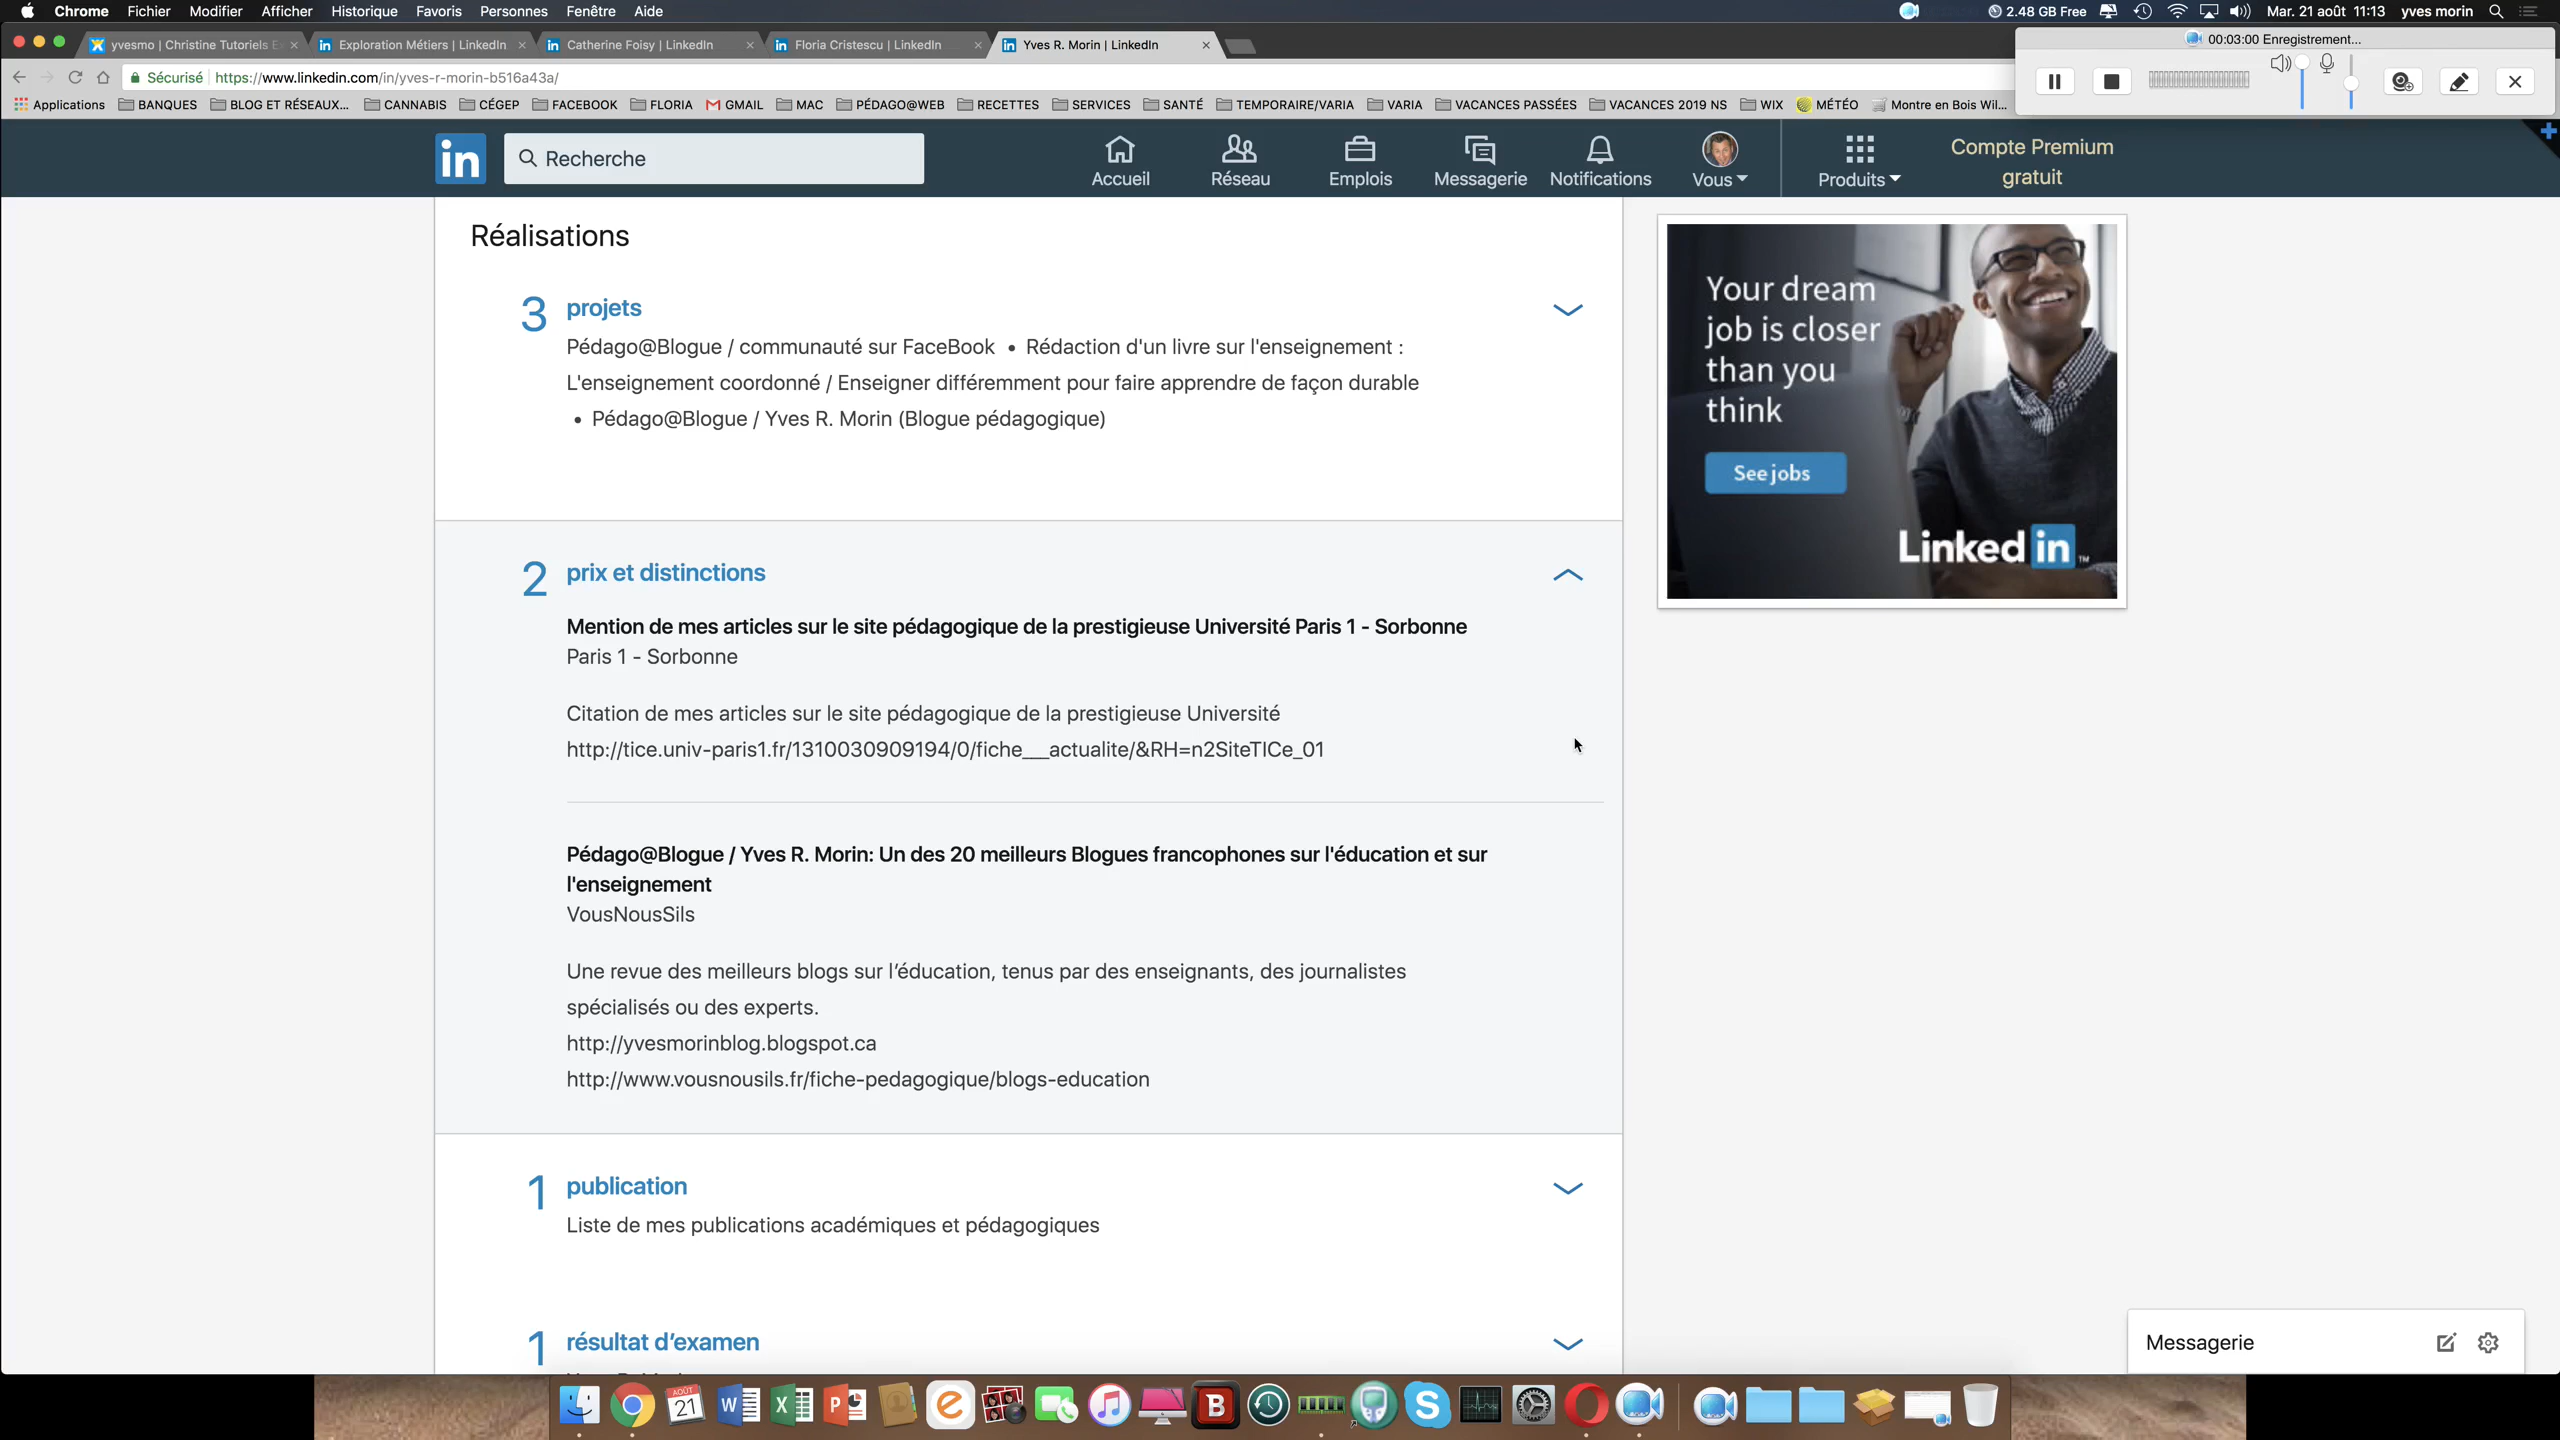 Chrome Fichier Modifier Afficher Historique Favoris Personnes Fenêtre Aide
2.48 GB Free Mar. 21 août 11:13 yves morin
yvesmo | Christine Tutoriels E
Exploration Métiers | LinkedIn
Catherine Foisy | LinkedIn
Floria Cristescu | LinkedIn
Yves R. Morin | LinkedIn
00:03:00 Enregistrement...
Sécurisé https://www.linkedin.com/in/yves-r-morin-b516a43a/
Applications BANQUES BLOG ET RÉSEAUX... CANNABIS CÉGEP FACEBOOK FLORIA GMAIL MAC PÉDAGO@WEB RECETTES SERVICES SANTÉ TEMPORAIRE/VARIA VARIA VACANCES PASSÉES VACANCES 2019 NS WIX MÉTÉO Montre en Bois Wil...
in Recherche
Accueil Réseau Emplois Messagerie Notifications Vous Produits
Compte Premium
gratuit
Réalisations
3 projets
Pédago@Blogue / communauté sur FaceBook • Rédaction d'un livre sur l'enseignement :
L'enseignement coordonné / Enseigner différemment pour faire apprendre de façon durable
• Pédago@Blogue / Yves R. Morin (Blogue pédagogique)
2 prix et distinctions
Mention de mes articles sur le site pédagogique de la prestigieuse Université Paris 1 - Sorbonne
Paris 1 - Sorbonne
Citation de mes articles sur le site pédagogique de la prestigieuse Université
http://tice.univ-paris1.fr/1310030909194/0/fiche___actualite/&RH=n2SiteTICe_01
Pédago@Blogue / Yves R. Morin: Un des 20 meilleurs Blogues francophones sur l'éducation et sur
l'enseignement
VousNousSils
Une revue des meilleurs blogs sur l'éducation, tenus par des enseignants, des journalistes
spécialisés ou des experts.
http://yvesmorinblog.blogspot.ca
http://www.vousnousils.fr/fiche-pedagogique/blogs-education
1 publication
Liste de mes publications académiques et pédagogiques
1 résultat d'examen
Your dream
job is closer
than you
think
See jobs
Linked in ™
Messagerie
AOÛT
21